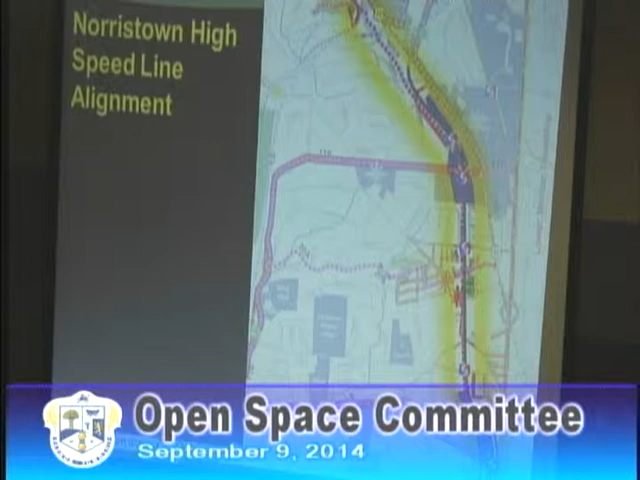 Norristown High
Speed Line
Alignment
Open Space Committee
September 9, 2014